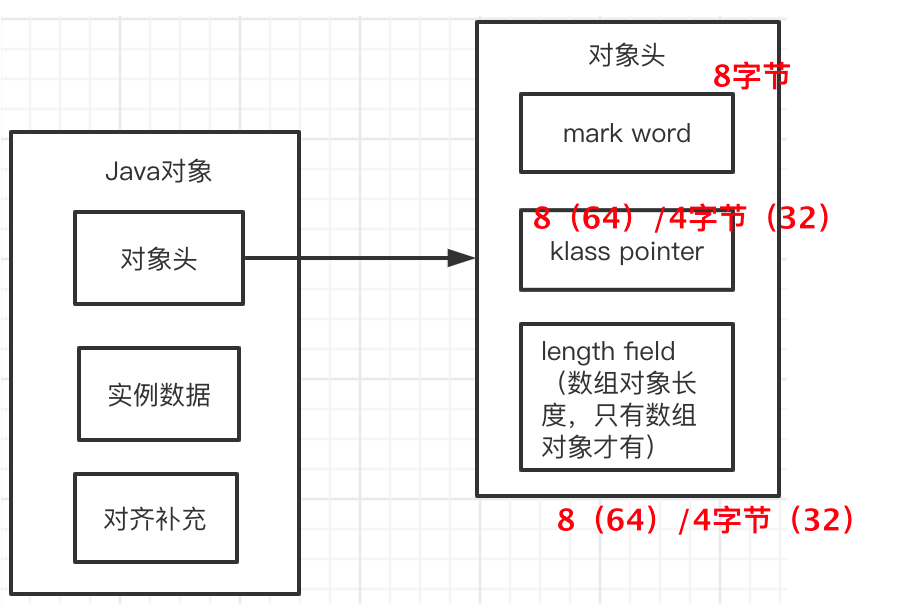 Java对象
对象头
实例数据
对齐补充
对象头
8字节
mark word
8（64）/4字节（32）
klass pointer
length field
（数组对象长
度，只有数组
对象才有）
8（64）/4字节（32）